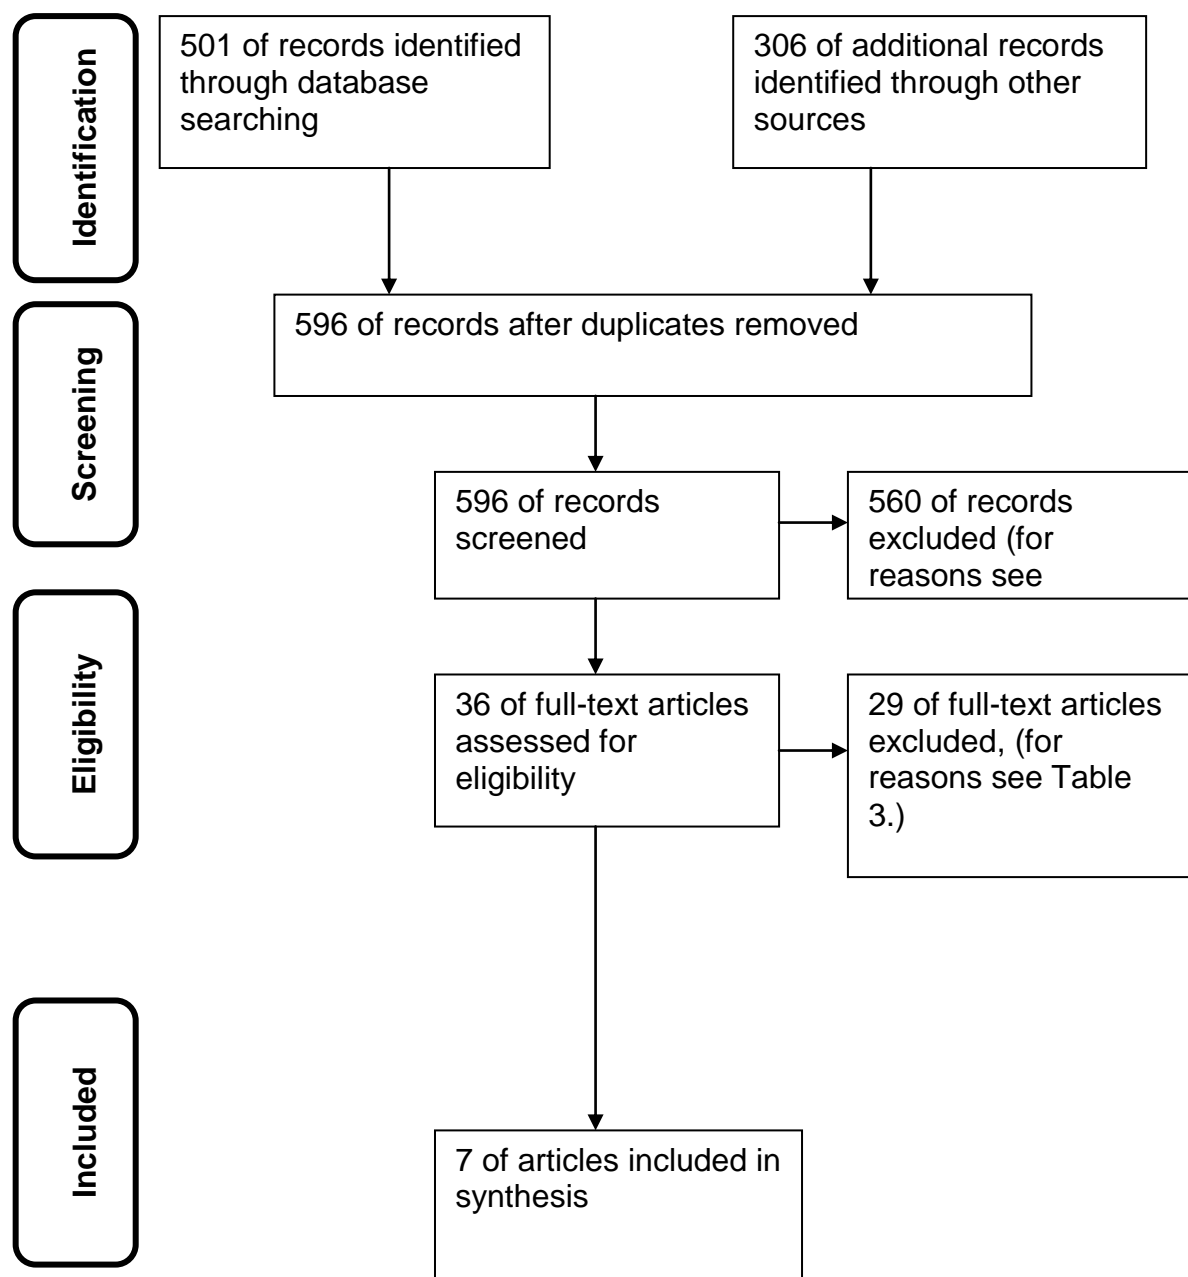 Identification
501 of records identified
through database
searching
306 of additional records
identified through other
sources
Screening
596 of records after duplicates removed
596 of records
screened
560 of records
excluded (for
reasons see
Eligibility
36 of full-text articles
assessed for
eligibility
29 of full-text articles
excluded, (for
reasons see Table
3.)
Included
7 of articles included in
synthesis